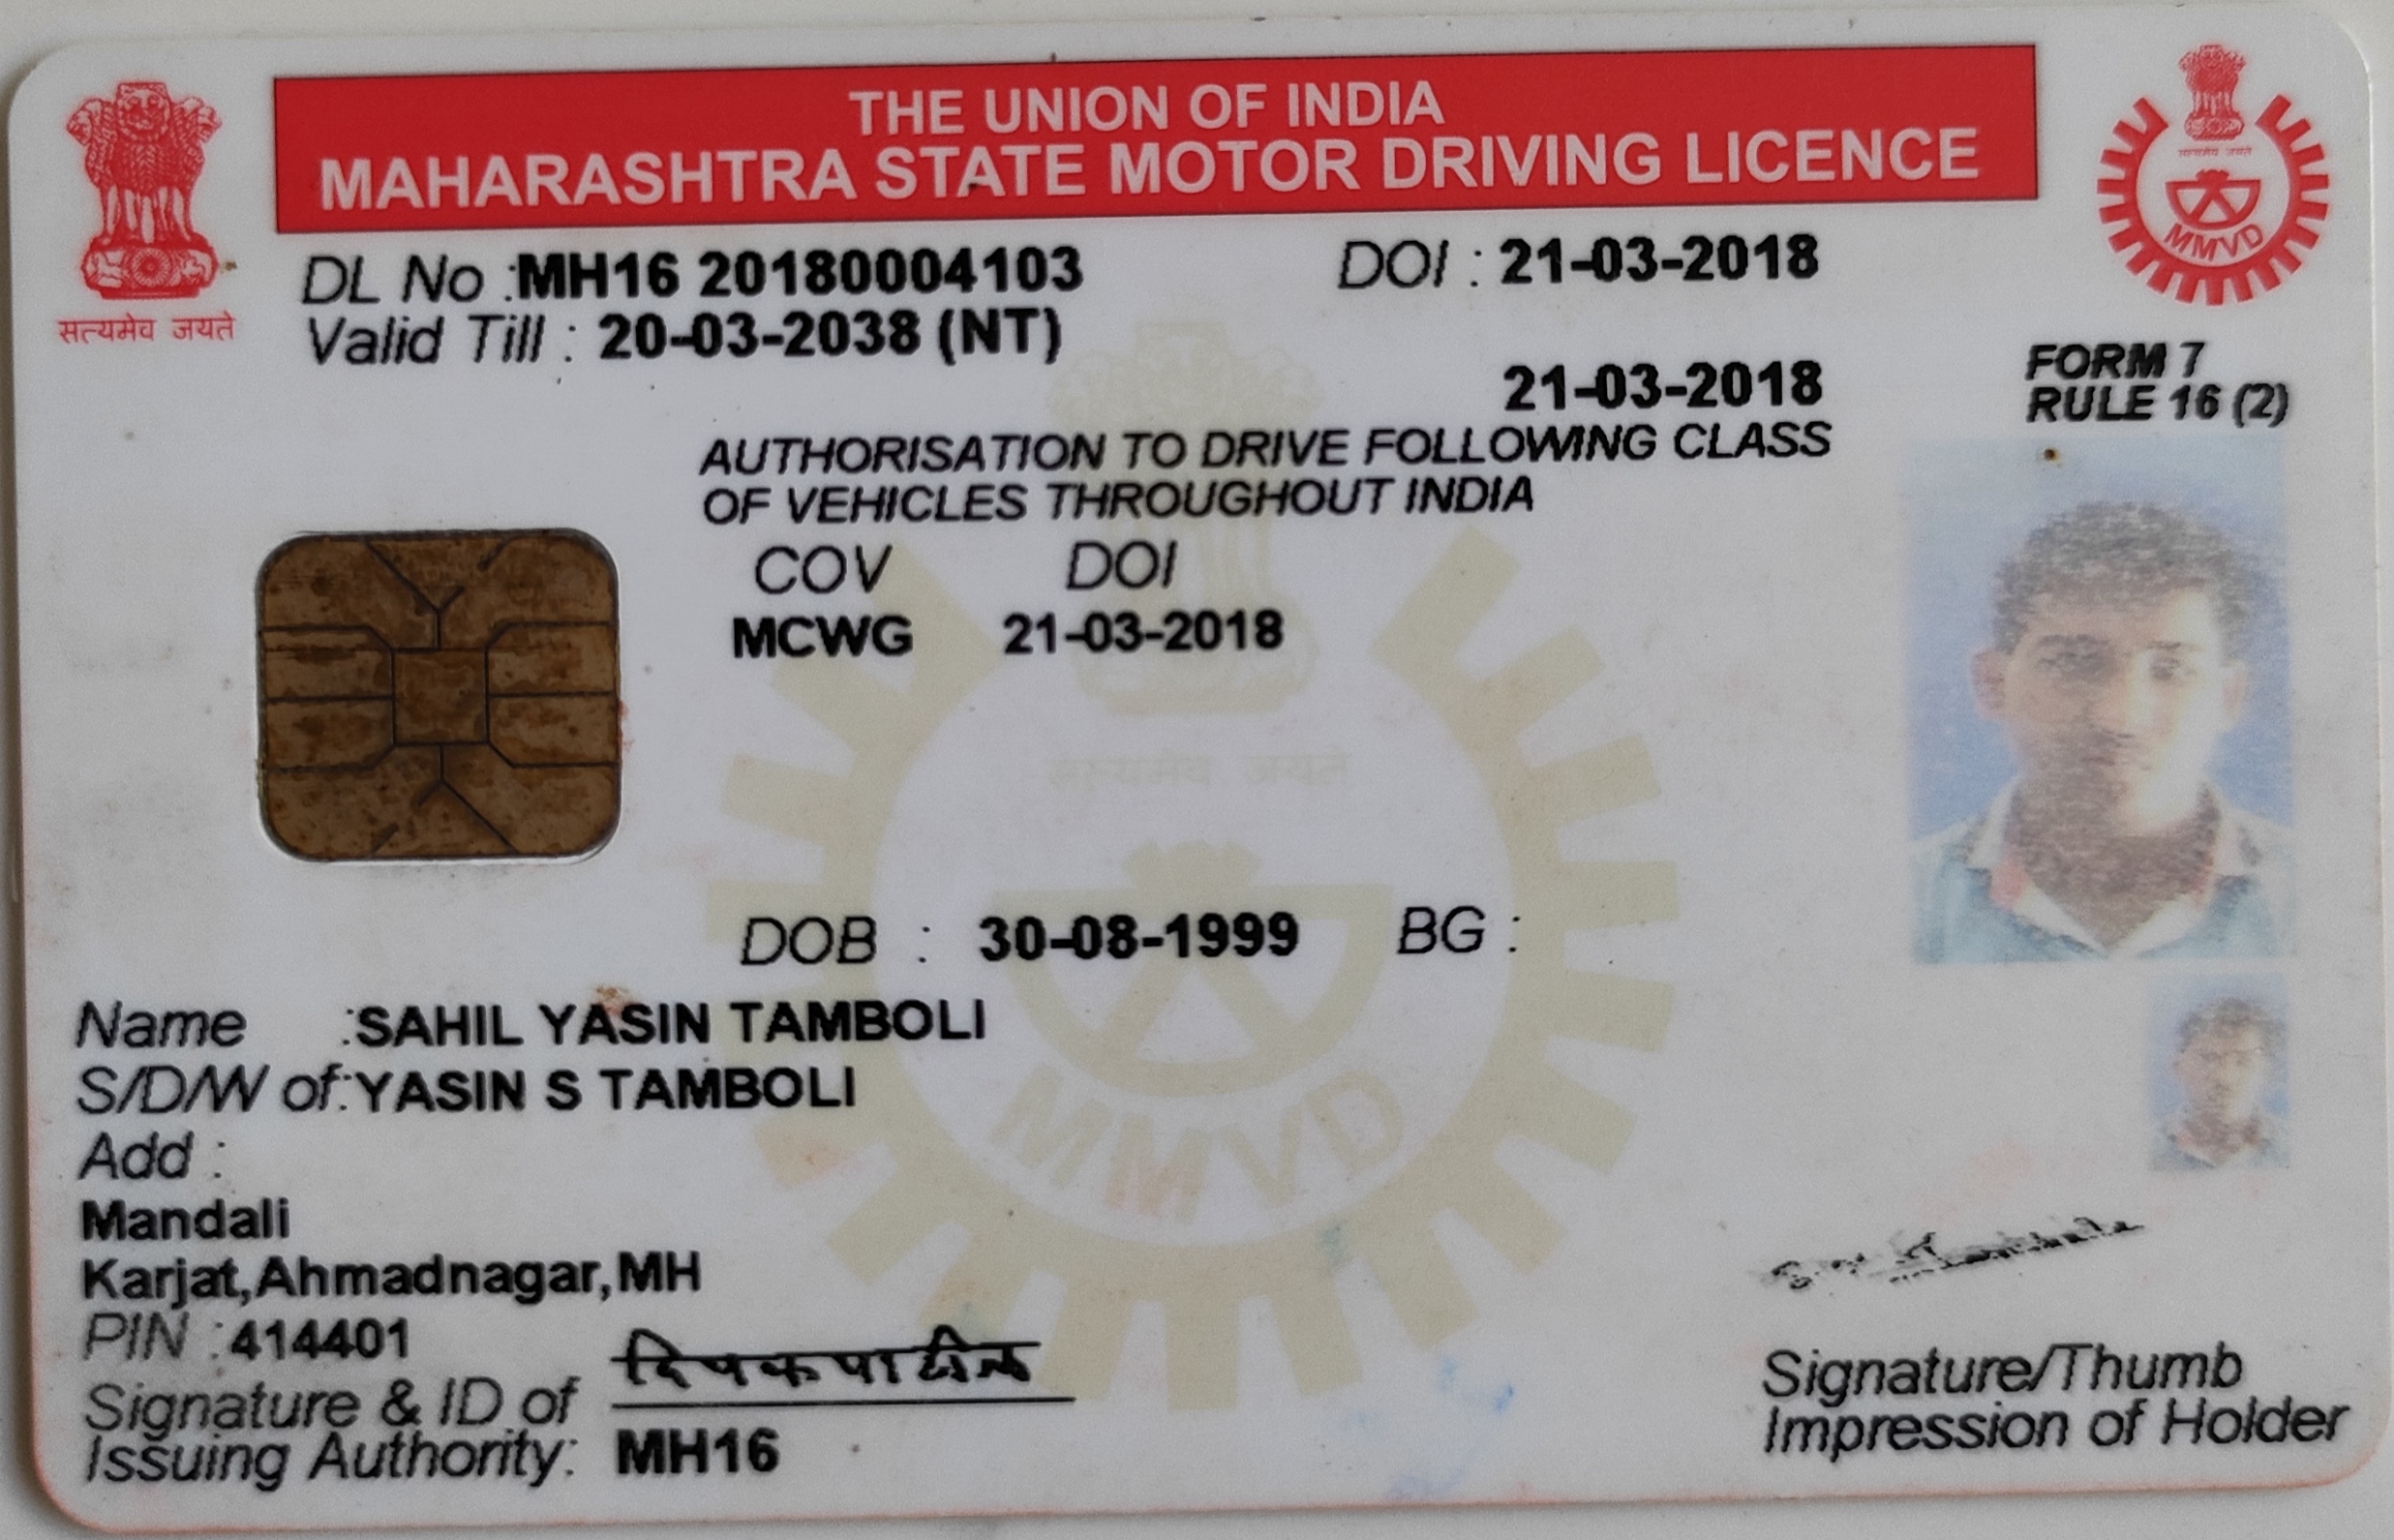 THE UNION OF INDIA
MAHARASHTRA STATE MOTOR DRIVING LICENCE
सत्यमेव जयते
सत्यमेव जयते
MMVD
DL No :MH16 20180004103 DOI : 21-03-2018
Valid Till : 20-03-2038 (NT)
21-03-2018
FORM 7
RULE 16 (2)
AUTHORISATION TO DRIVE FOLLOWING CLASS
OF VEHICLES THROUGHOUT INDIA
COV DOI
MCWG 21-03-2018
सत्यमेव जयते
MMVD
DOB : 30-08-1999 BG :
Name :SAHIL YASIN TAMBOLI
S/D/W of:YASIN S TAMBOLI
Add :
Mandali
Karjat,Ahmadnagar,MH
PIN :414401
दिपक पाटील
Signature & ID of
Issuing Authority: MH16
Signature/Thumb
Impression of Holder